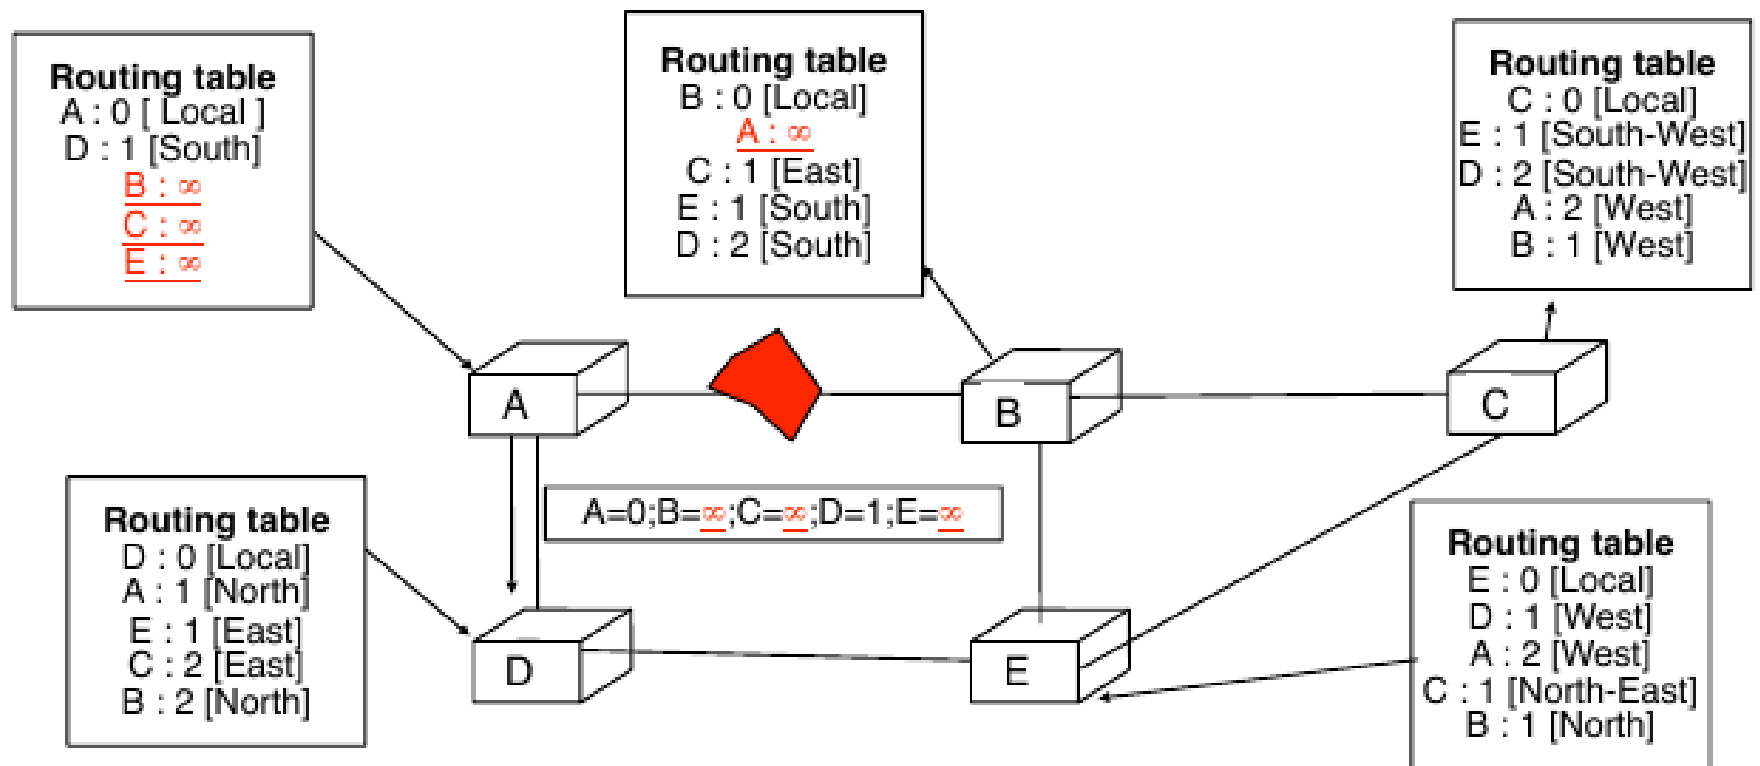 Routing table
A : 0 [ Local ]
D : 1 [South]
B : ∞
C : ∞
E : ∞
Routing table
B : 0 [Local]
A : ∞
C : 1 [East]
E : 1 [South]
D : 2 [South]
Routing table
C : 0 [Local]
E : 1 [South-West]
D : 2 [South-West]
A : 2 [West]
B : 1 [West]
A
B
C
A=0;B=∞;C=∞;D=1;E=∞
Routing table
D : 0 [Local]
A : 1 [North]
E : 1 [East]
C : 2 [East]
B : 2 [North]
D
E
Routing table
E : 0 [Local]
D : 1 [West]
A : 2 [West]
C : 1 [North-East]
B : 1 [North]